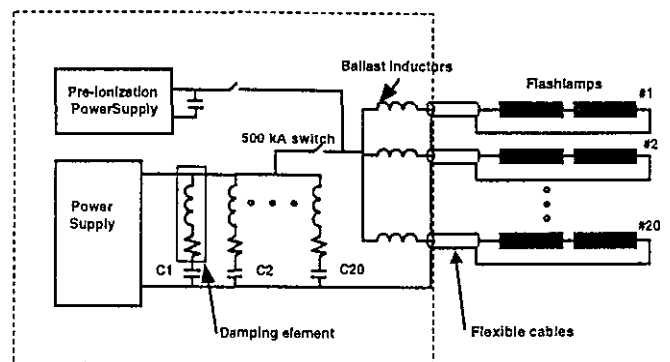 Ballast Inductors
Flashlamps
#1
Pre-Ionization
PowerSupply
500 kA switch
#2
Power
Supply
#20
C1
C2
C20
Damping element
Flexible cables